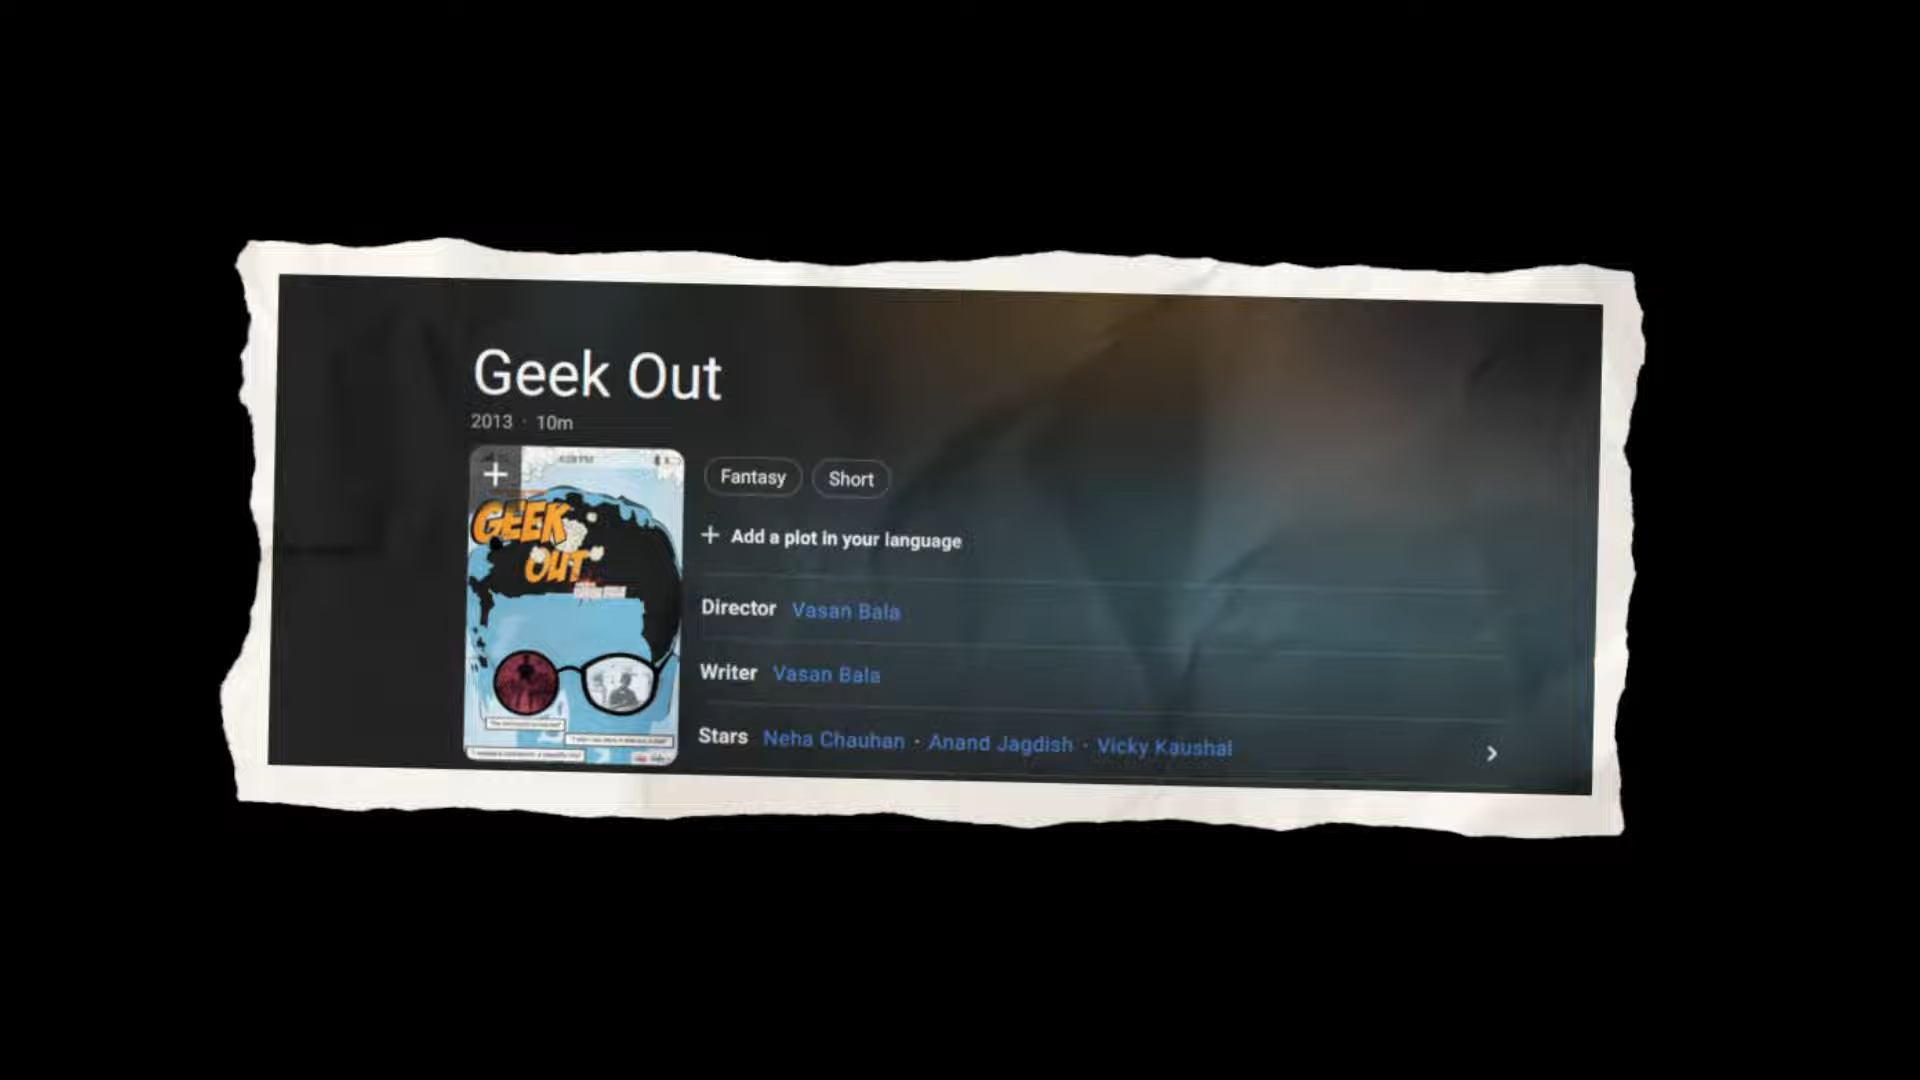 Geek Out
2013 · 10m
GEEK
OUT
Fantasy Short
+ Add a plot in your language
Director Vasan Bala
Writer Vasan Bala
Stars Neha Chauhan · Anand Jagdish · Vicky Kaushal